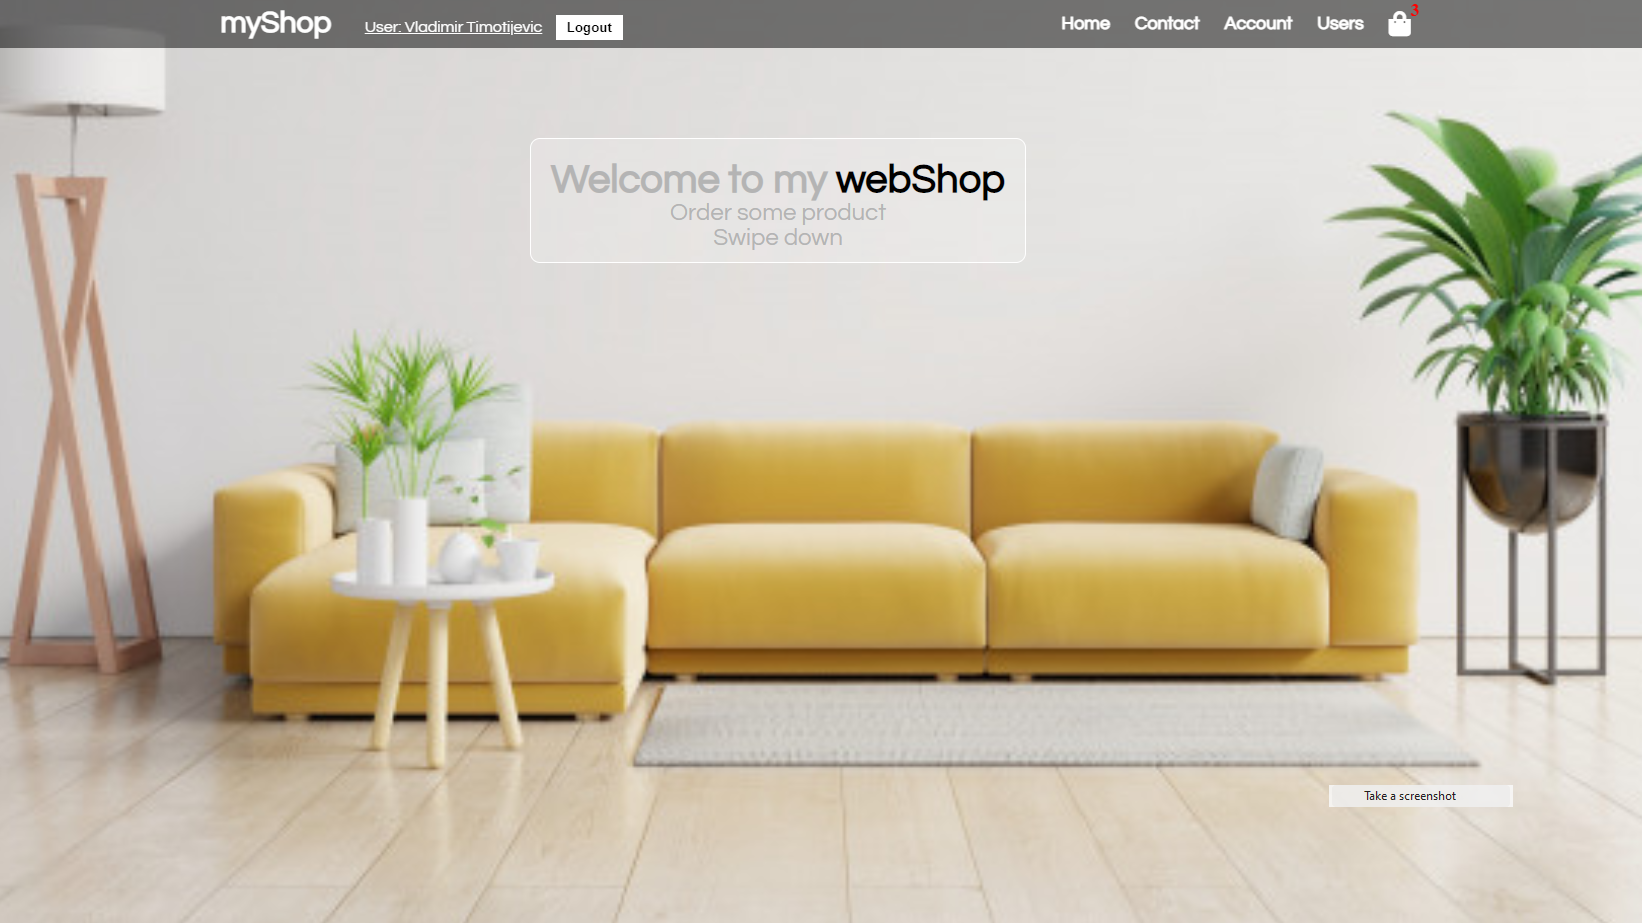 myShop
User: Vladimir Timotijevic
Logout
Home
Contact
Account
Users
3
Welcome to my webShop
Order some product
Swipe down
Take a screenshot